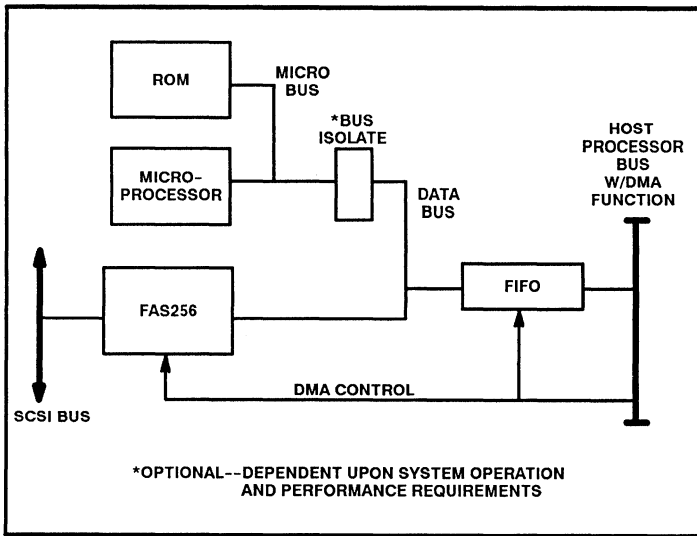 ROM
MICRO
BUS
*BUS
ISOLATE
HOST
PROCESSOR
BUS
W/DMA
FUNCTION
MICRO-
PROCESSOR
DATA
BUS
FAS256
FIFO
DMA CONTROL
SCSI BUS
*OPTIONAL--DEPENDENT UPON SYSTEM OPERATION
AND PERFORMANCE REQUIREMENTS